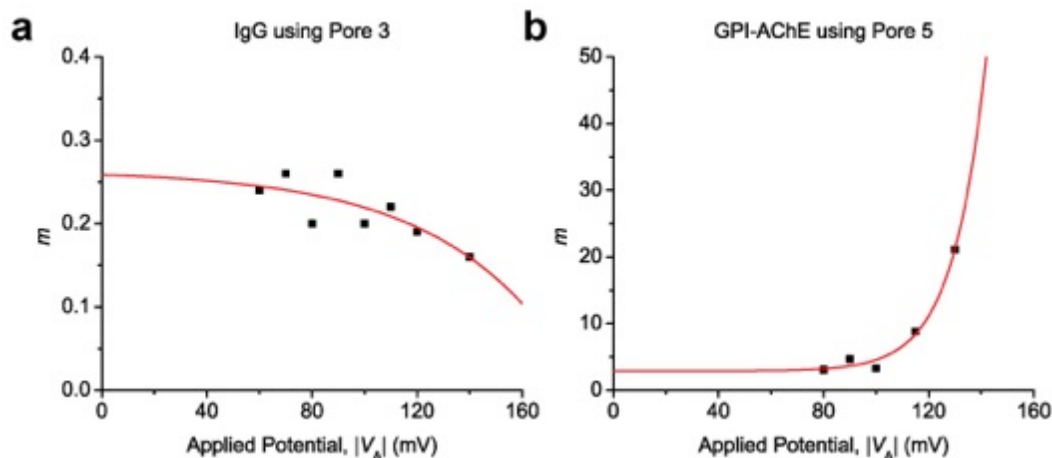 a
IgG using Pore 3
0.4
0.3
0.2
0.1
0.0
m
0 40 80 120 160
Applied Potential, |V_A| (mV)
b
GPI-AChE using Pore 5
50
40
30
20
10
0
m
0 40 80 120 160
Applied Potential, |V_A| (mV)